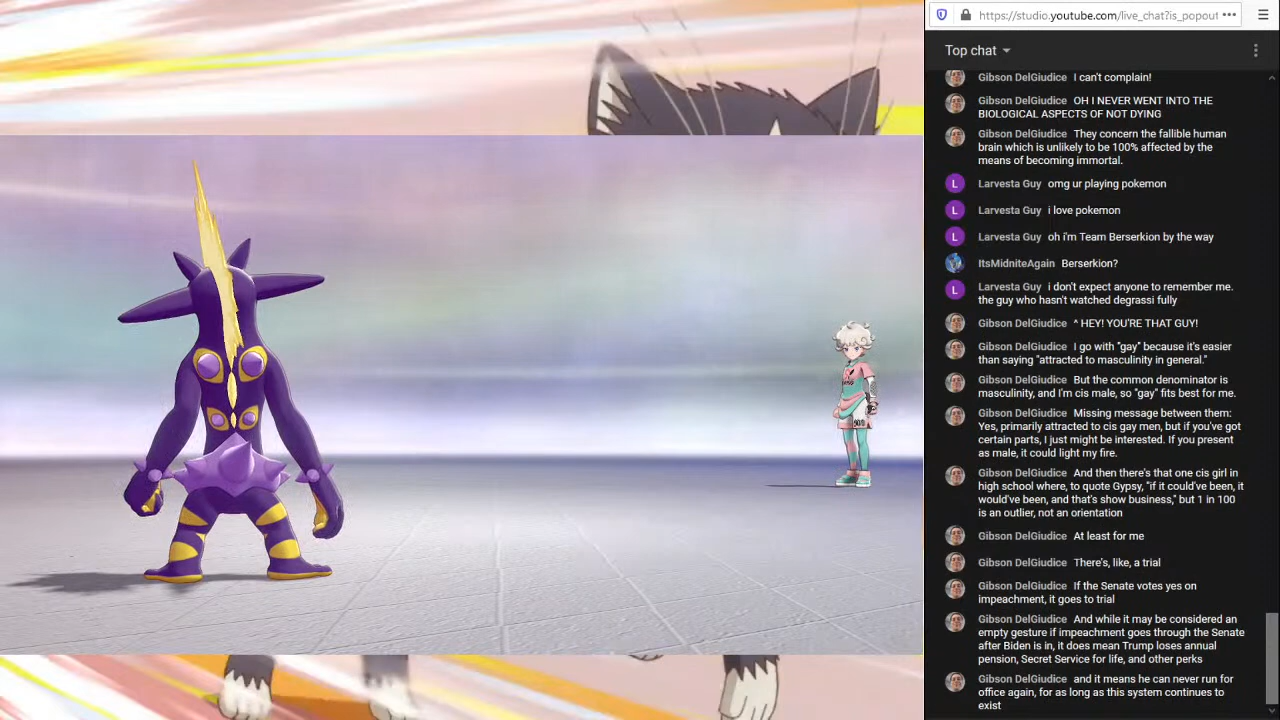 https://studio.youtube.com/live_chat?is_popout
Top chat
Gibson DelGiudice I can't complain!
Gibson DelGiudice OH I NEVER WENT INTO THE
BIOLOGICAL ASPECTS OF NOT DYING
Gibson DelGiudice They concern the fallible human
brain which is unlikely to be 100% affected by the
means of becoming immortal.
L Larvesta Guy omg ur playing pokemon
L Larvesta Guy i love pokemon
L Larvesta Guy oh i'm Team Berserkion by the way
ItsMidniteAgain Berserkion?
L Larvesta Guy i don't expect anyone to remember me.
the guy who hasn't watched degrassi fully
Gibson DelGiudice ^ HEY! YOU'RE THAT GUY!
Gibson DelGiudice I go with "gay" because it's easier
than saying "attracted to masculinity in general."
Gibson DelGiudice But the common denominator is
masculinity, and I'm cis male, so "gay" fits best for me.
Gibson DelGiudice Missing message between them:
Yes, primarily attracted to cis gay men, but if you've got
certain parts, I just might be interested. If you present
as male, it could light my fire.
Gibson DelGiudice And then there's that one cis girl in
high school where, to quote Gypsy, "if it could've been, it
would've been, and that's show business," but 1 in 100
is an outlier, not an orientation
Gibson DelGiudice At least for me
Gibson DelGiudice There's, like, a trial
Gibson DelGiudice If the Senate votes yes on
impeachment, it goes to trial
Gibson DelGiudice And while it may be considered an
empty gesture if impeachment goes through the Senate
after Biden is in, it does mean Trump loses annual
pension, Secret Service for life, and other perks
Gibson DelGiudice and it means he can never run for
office again, for as long as this system continues to
exist